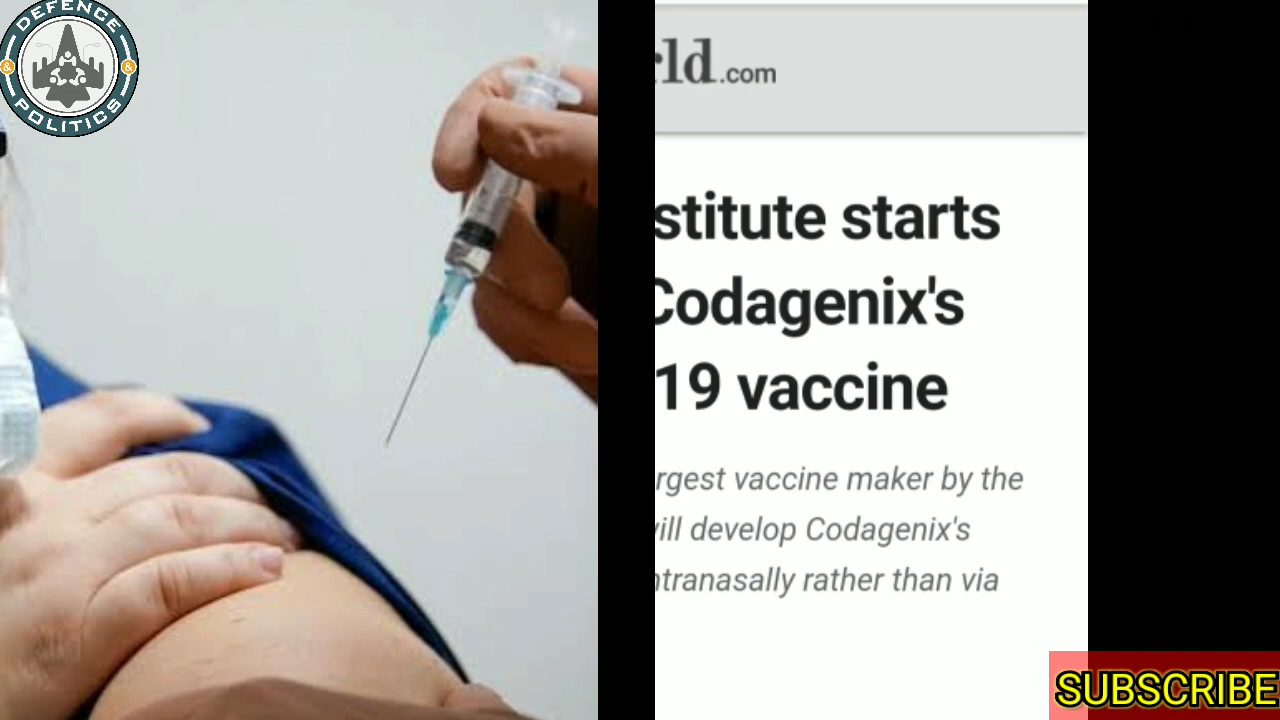 DEFENCE
&
&
POLITICS
rld.com
stitute starts
Codagenix's
19 vaccine
rgest vaccine maker by the
ill develop Codagenix's
ntranasally rather than via
SUBSCRIBE